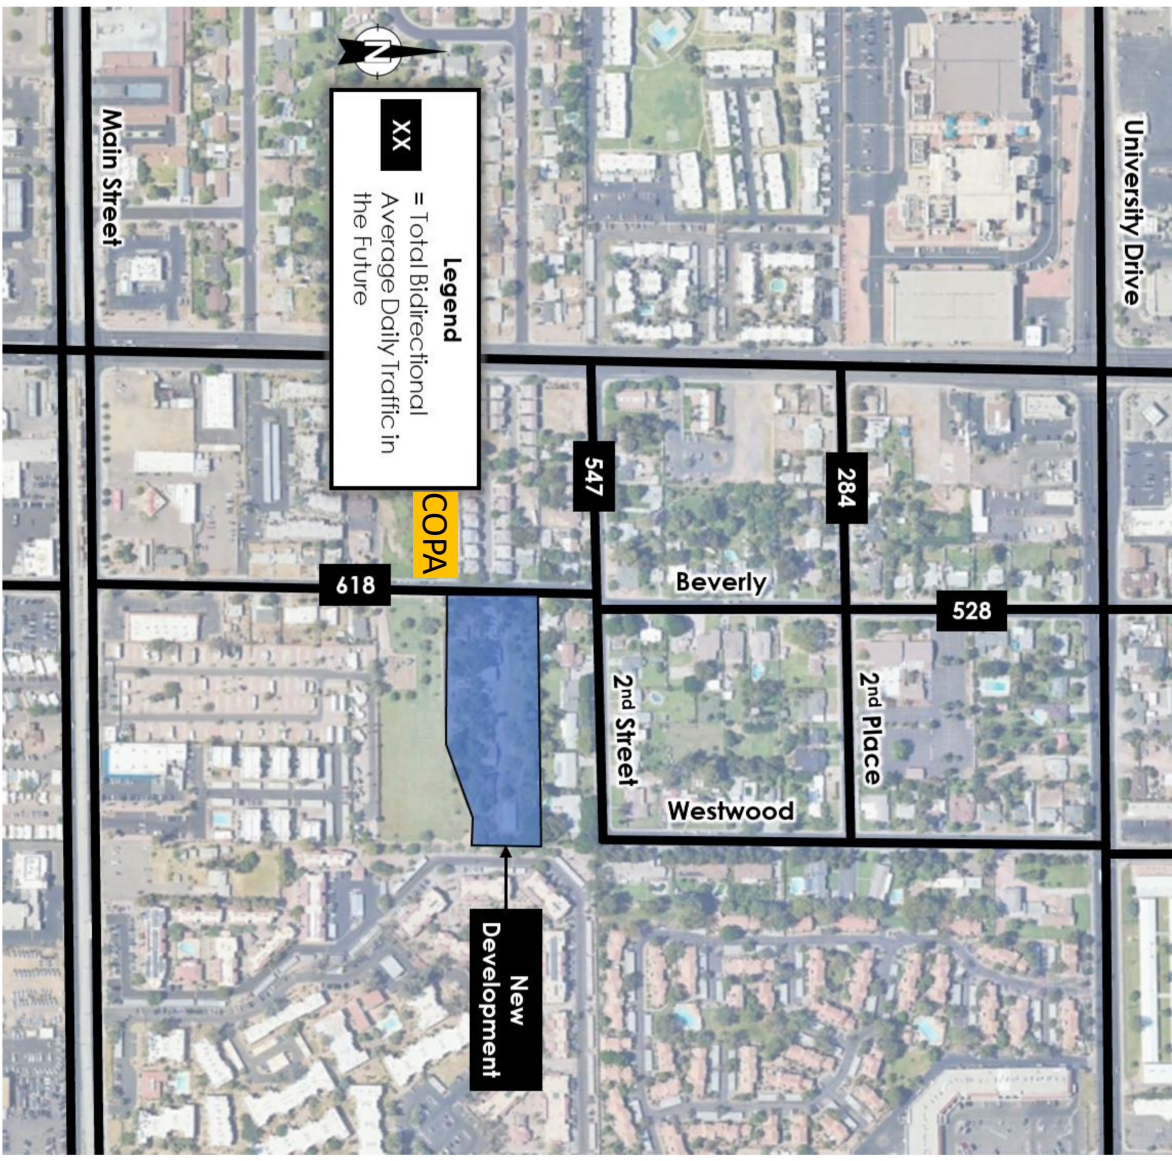 University Drive
Main Street
N
Legend
XX
= Total Bidirectional
Average Daily Traffic in
the Future
COPA
547
284
618
528
Beverly
2nd Street
2nd Place
Westwood
New
Development